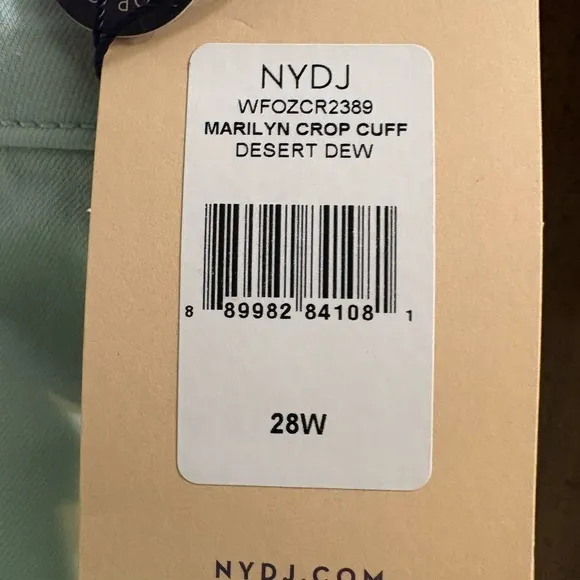 NYDJ
WFOZCR2389
MARILYN CROP CUFF
DESERT DEW
8 89982 84108 1
28W
NYDJ.COM